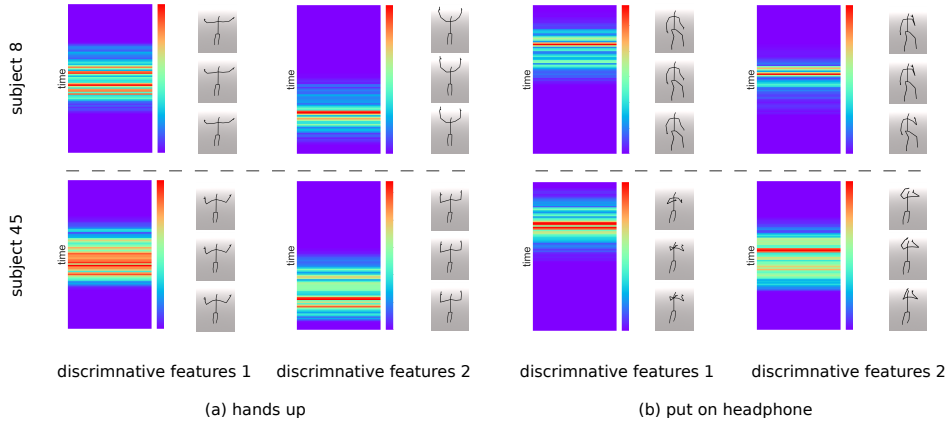 subject 8
time
time
time
time
subject 45
time
time
time
time
discrimnative features 1
discrimnative features 2
discrimnative features 1
discrimnative features 2
(a) hands up
(b) put on headphone